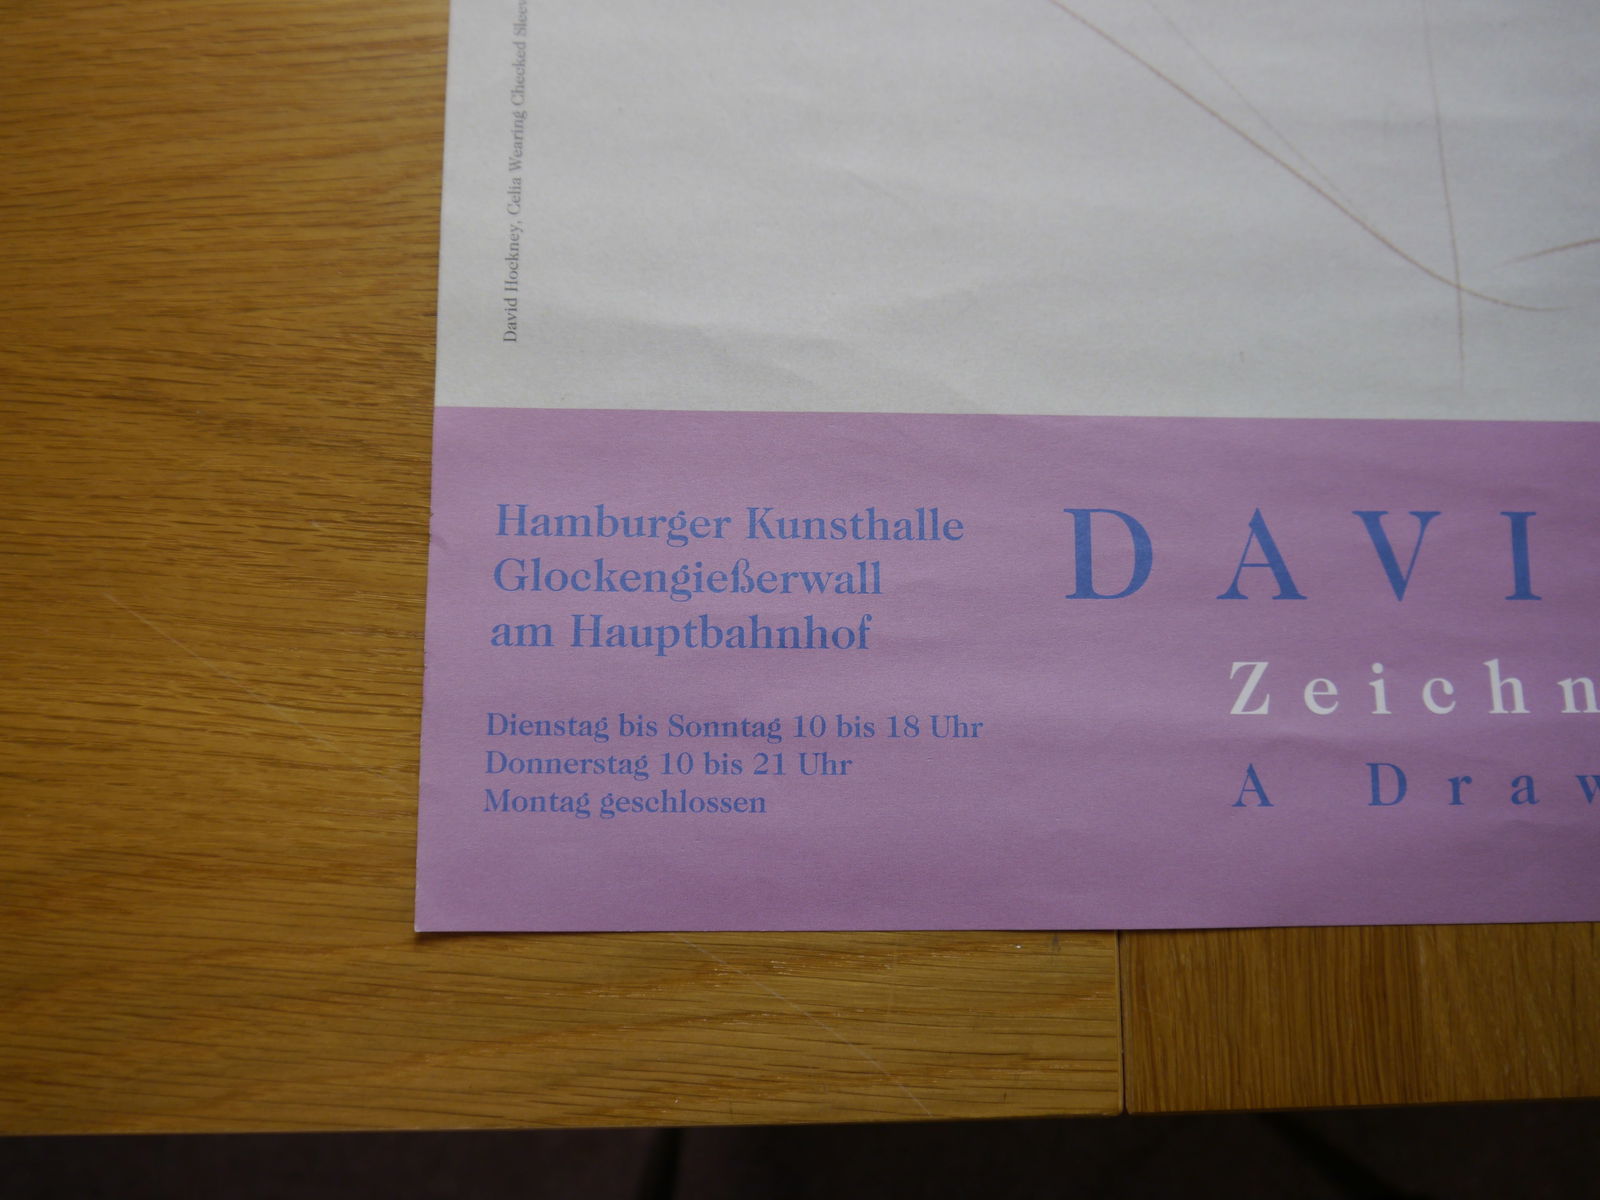 David Hockney, Celia Wearing Checked
Hamburger Kunsthalle
Glockengießerwall
am Hauptbahnhof
Dienstag bis Sonntag 10 bis 18 Uhr
Donnerstag 10 bis 21 Uhr
Montag geschlossen
DAVI
Zeichn
A Draw